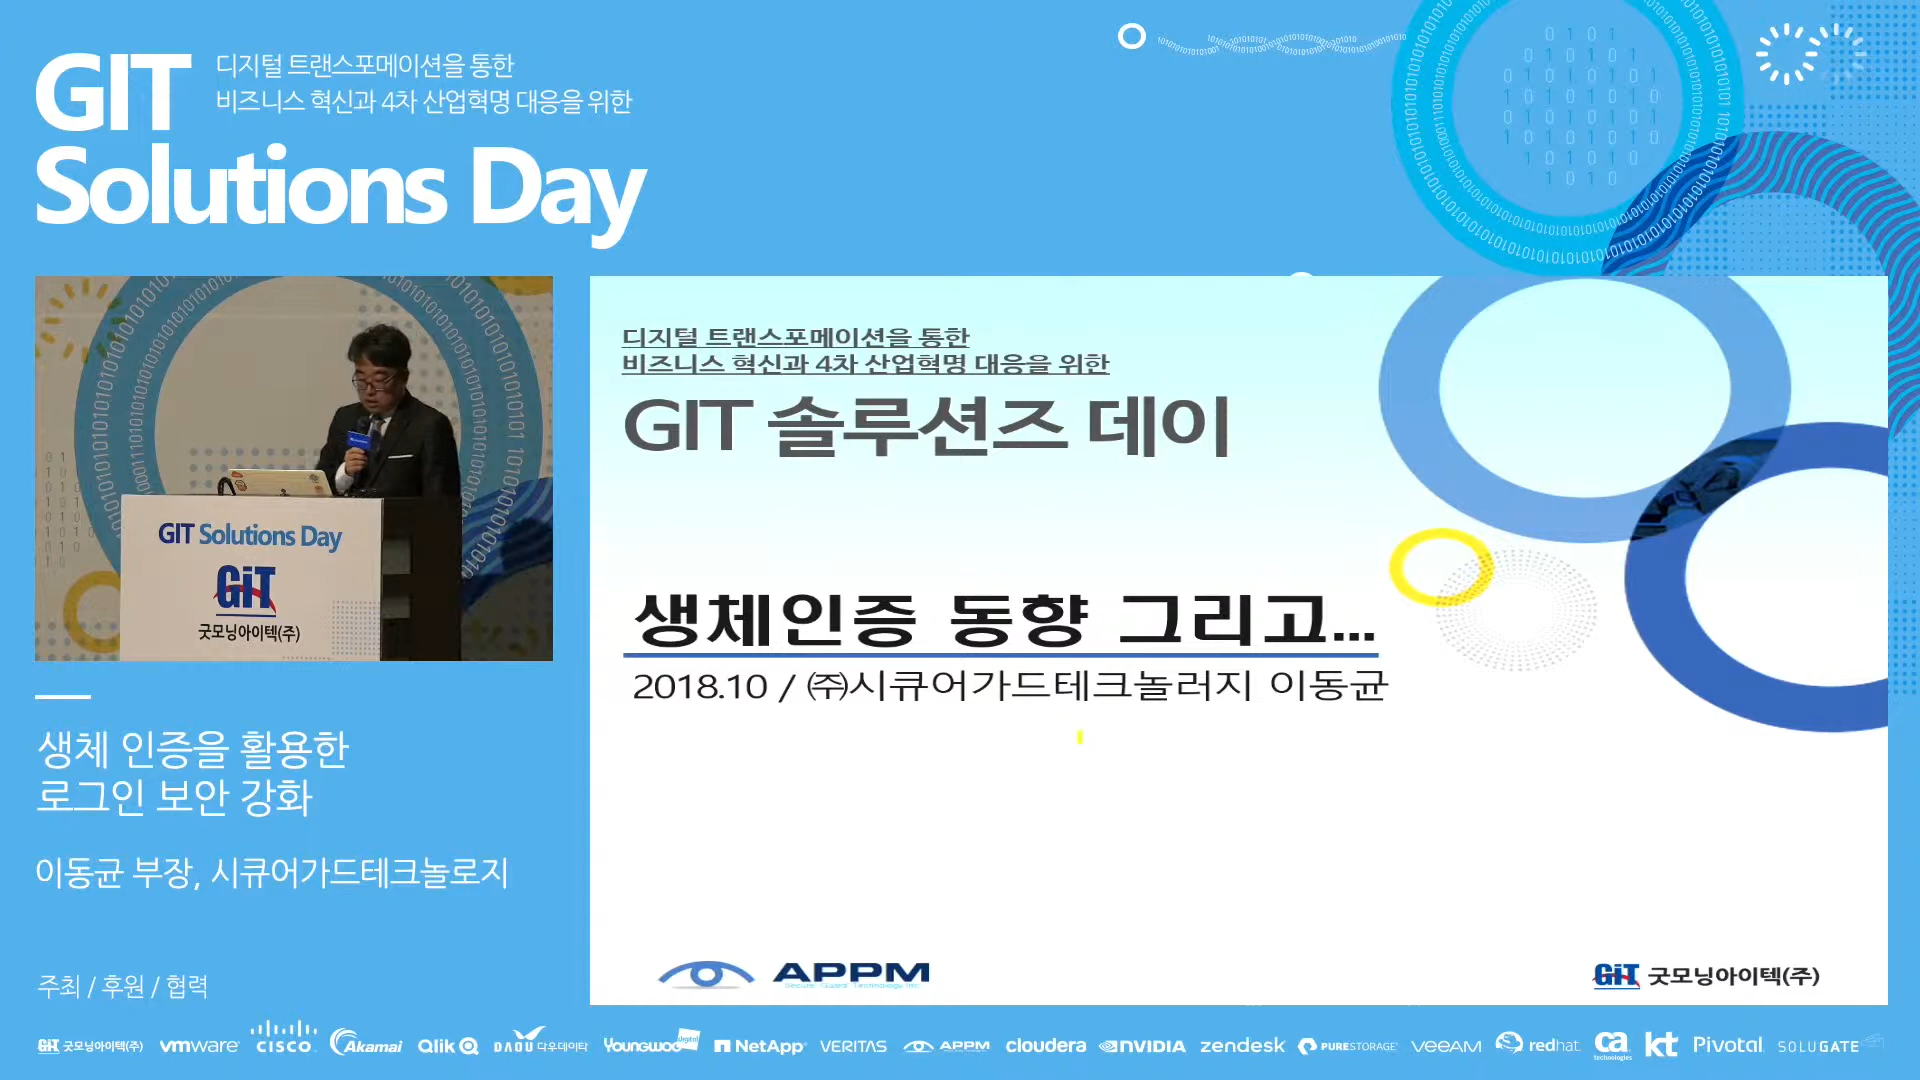 GIT
디지털 트랜스포메이션을 통한
비즈니스 혁신과 4차 산업혁명 대응을 위한
Solutions Day
GIT Solutions Day
GiT
굿모닝아이텍(주)
생체 인증을 활용한
로그인 보안 강화
이동균 부장, 시큐어가드테크놀로지
디지털 트랜스포메이션을 통한
비즈니스 혁신과 4차 산업혁명 대응을 위한
GIT 솔루션즈 데이
생체인증 동향 그리고...
2018.10 / ㈜시큐어가드테크놀러지 이동균
APPM
Secure Guard Technology Inc.
GiT 굿모닝아이텍(주)
주최 / 후원 / 협력
GiT 굿모닝아이텍(주) vmware CISCO Akamai Qlik DAOU 다우데이타 Youngwoo Digital NetApp VERITAS APPM cloudera NVIDIA zendesk PURESTORAGE VEEAM redhat ca technologies kt Pivotal SOLUGATE